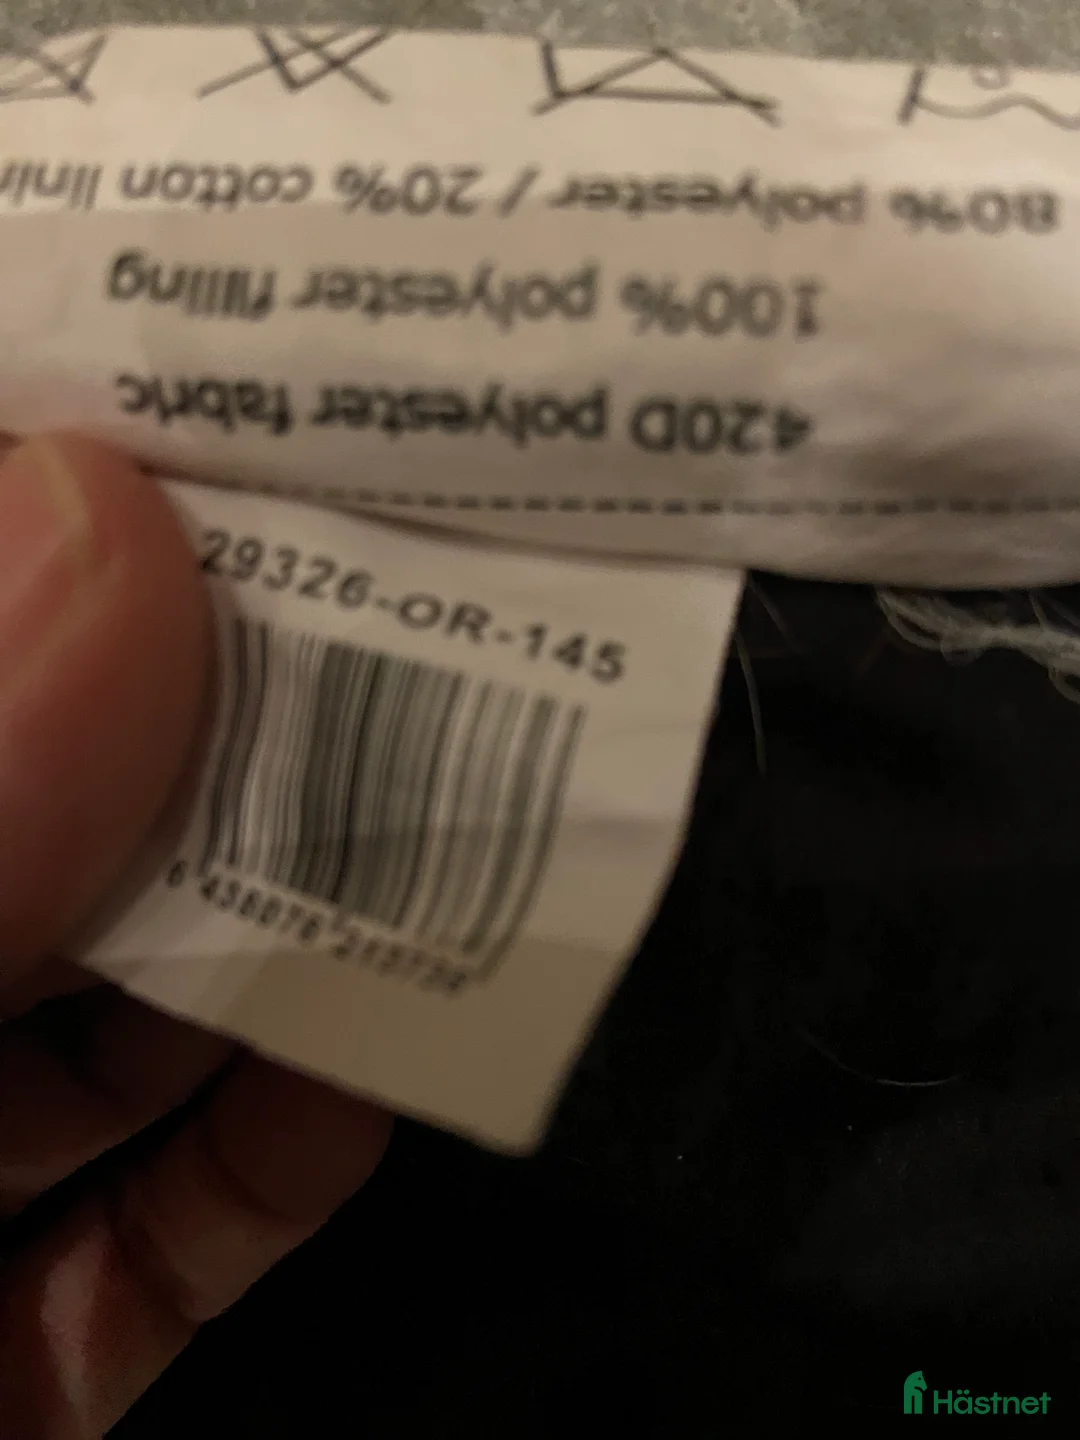 420D polyester fabric
100% polyester filling
80% polyester / 20% cotton
29326-OR-145
Hästnet